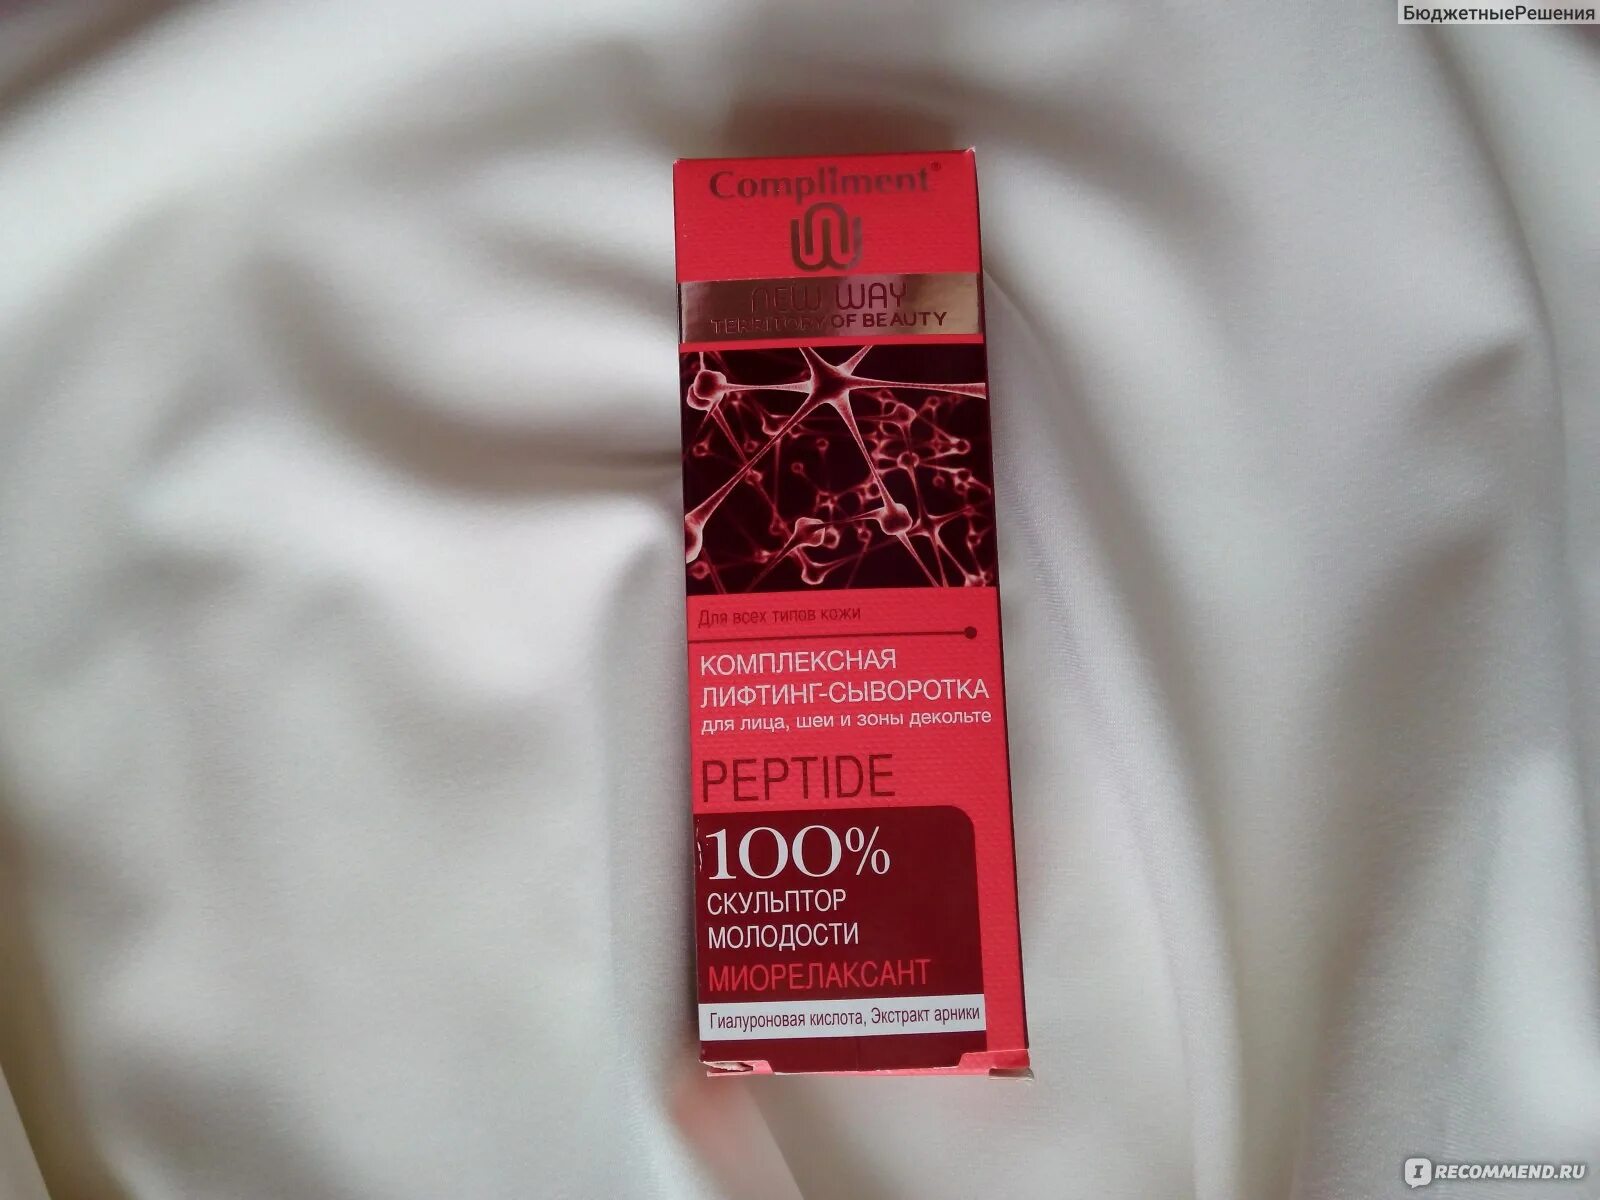 БюджетныеРешения
Compliment®
NEW WAY
TERRITORY OF BEAUTY
Для всех типов кожи
КОМПЛЕКСНАЯ
ЛИФТИНГ-СЫВОРОТКА
для лица, шеи и зоны декольте
PEPTIDE
100%
СКУЛЬПТОР
МОЛОДОСТИ
МИОРЕЛАКСАНТ
Гиалуроновая кислота, Экстракт арники
IRECOMMEND.RU